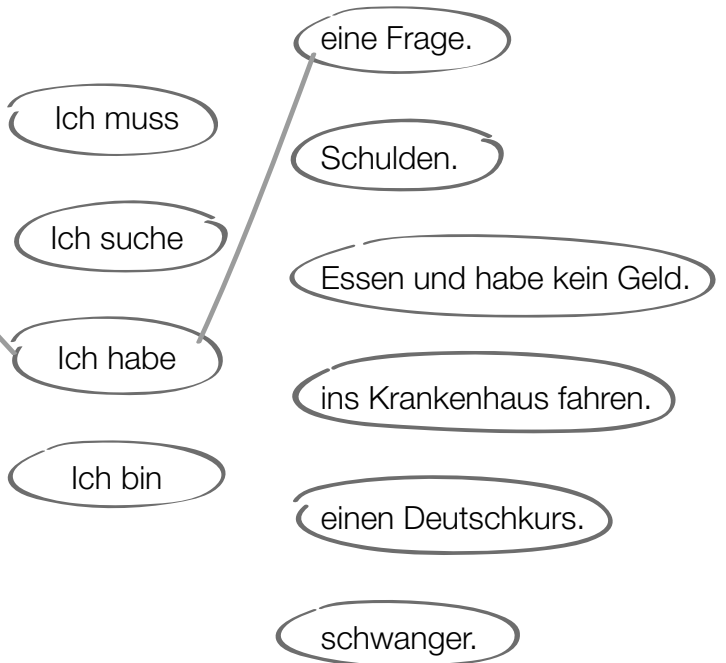 Ich muss
Ich suche
Ich habe
Ich bin
eine Frage.
Schulden.
Essen und habe kein Geld.
ins Krankenhaus fahren.
einen Deutschkurs.
schwanger.